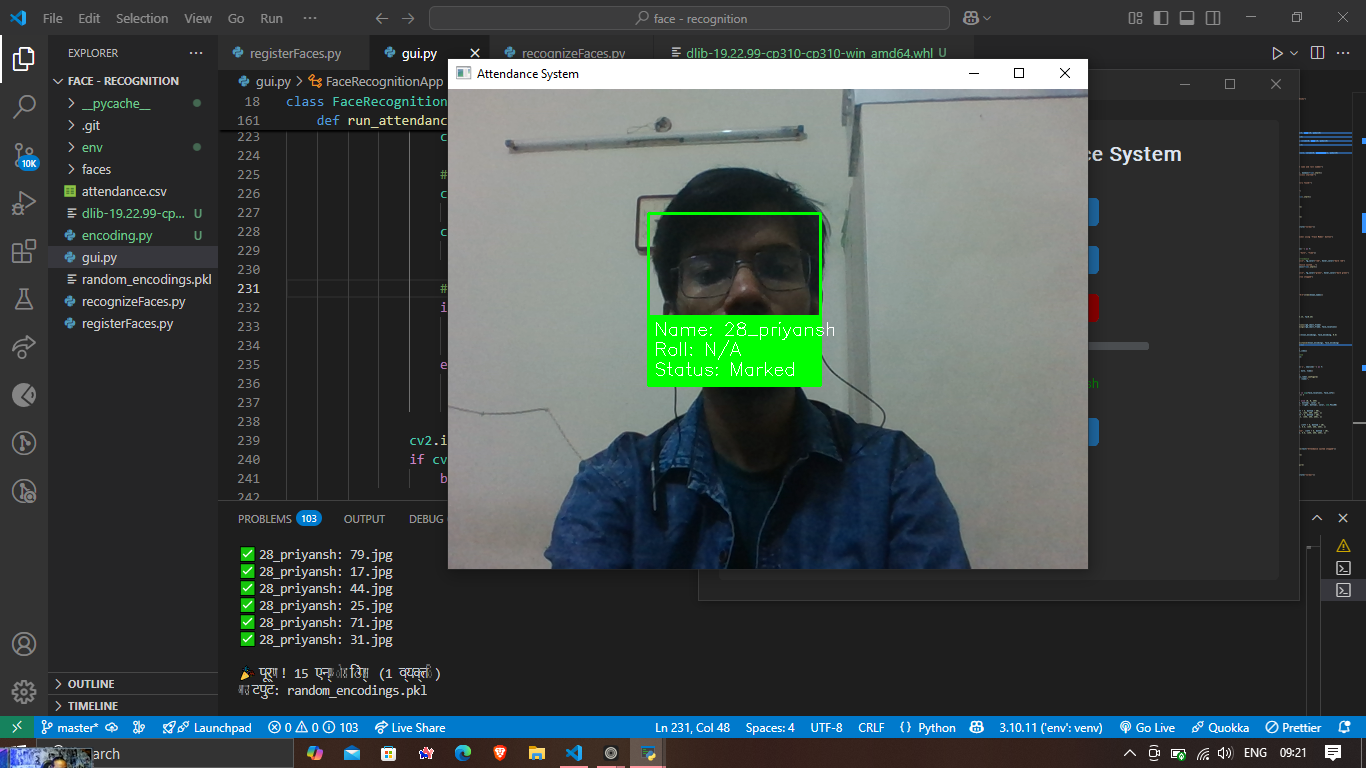 File Edit Selection View Go Run ··· face - recognition
EXPLORER
FACE - RECOGNITION
__pycache__
.git
env
faces
attendance.csv
dlib-19.22.99-cp... U
encoding.py U
gui.py
random_encodings.pkl
recognizeFaces.py
registerFaces.py
OUTLINE
TIMELINE
10K
registerFaces.py gui.py recognizeFaces.py dlib-19.22.99-cp310-cp310-win_amd64.whl U
gui.py > FaceRecognitionApp
18 class FaceRecognition
161 def run_attendanc
223 c
224
225 #
226 c
227
228 c
229
230
231 #
232 i
233
234
235 e
236
237
238
239 cv2.i
240 if cv
241 b
242
Attendance System
Name: 28_priyansh
Roll: N/A
Status: Marked
ce System
sh
PROBLEMS 103 OUTPUT DEBUG
✅ 28_priyansh: 79.jpg
✅ 28_priyansh: 17.jpg
✅ 28_priyansh: 44.jpg
✅ 28_priyansh: 25.jpg
✅ 28_priyansh: 71.jpg
✅ 28_priyansh: 31.jpg
! 15 (1 )
: random_encodings.pkl
master* Launchpad 0 0 103 Live Share Ln 231, Col 48 Spaces: 4 UTF-8 CRLF { } Python 3.10.11 ('env': venv) Go Live Quokka Prettier
earch ENG 09:21